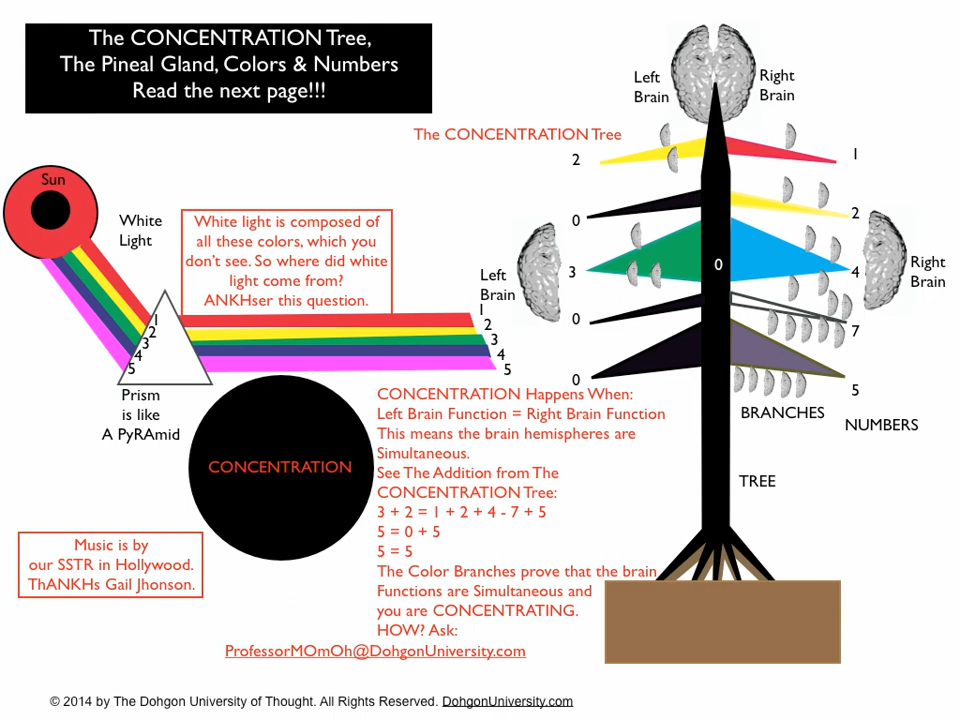 The CONCENTRATION Tree,
The Pineal Gland, Colors & Numbers
Read the next page!!!
Left
Brain
Right
Brain
The CONCENTRATION Tree
2
1
0
2
3
0
4
0
7
0
5
Sun
White
Light
White light is composed of
all these colors, which you
don't see. So where did white
light come from?
ANKHser this question.
Left
Brain
Right
Brain
1
2
3
4
5
1
2
3
4
5
Prism
is like
A PyRAmid
BRANCHES
NUMBERS
TREE
CONCENTRATION
CONCENTRATION Happens When:
Left Brain Function = Right Brain Function
This means the brain hemispheres are
Simultaneous.
See The Addition from The
CONCENTRATION Tree:
3 + 2 = 1 + 2 + 4 - 7 + 5
5 = 0 + 5
5 = 5
The Color Branches prove that the brain
Functions are Simultaneous and
you are CONCENTRATING.
HOW? Ask:
ProfessorMOmOh@DohgonUniversity.com
Music is by
our SSTR in Hollywood.
ThANKHs Gail Jhonson.
© 2014 by The Dohgon University of Thought. All Rights Reserved. DohgonUniversity.com